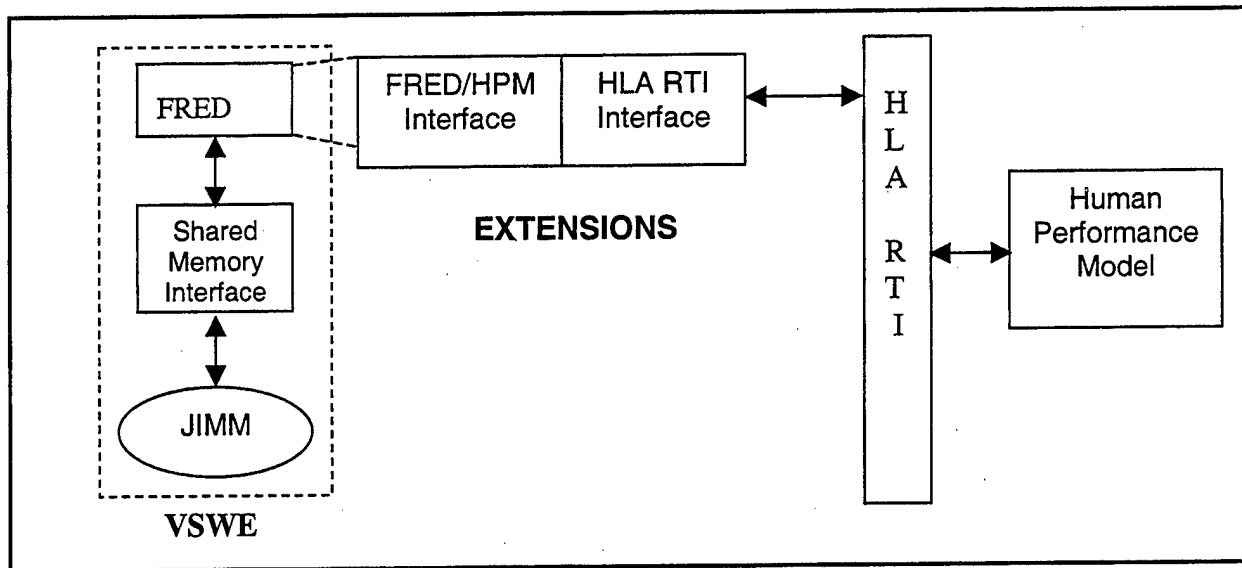 FRED
FRED/HPM
Interface
HLA RTI
Interface
H
L
A
R
T
I
Shared
Memory
Interface
EXTENSIONS
Human
Performance
Model
JIMM
VSWE